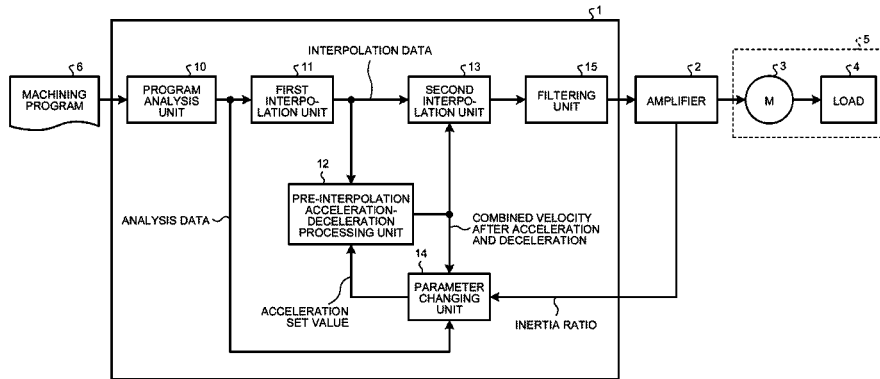 1
5
6
10
11
INTERPOLATION DATA
13
15
2
3
4
MACHINING
PROGRAM
PROGRAM
ANALYSIS
UNIT
FIRST
INTERPO-
LATION UNIT
SECOND
INTERPO-
LATION UNIT
FILTERING
UNIT
AMPLIFIER
M
LOAD
12
PRE-INTERPOLATION
ACCELERATION-
DECELERATION
PROCESSING UNIT
ANALYSIS DATA
COMBINED VELOCITY
AFTER ACCELERATION
AND DECELERATION
14
PARAMETER
CHANGING
UNIT
ACCELERATION
SET VALUE
INERTIA RATIO